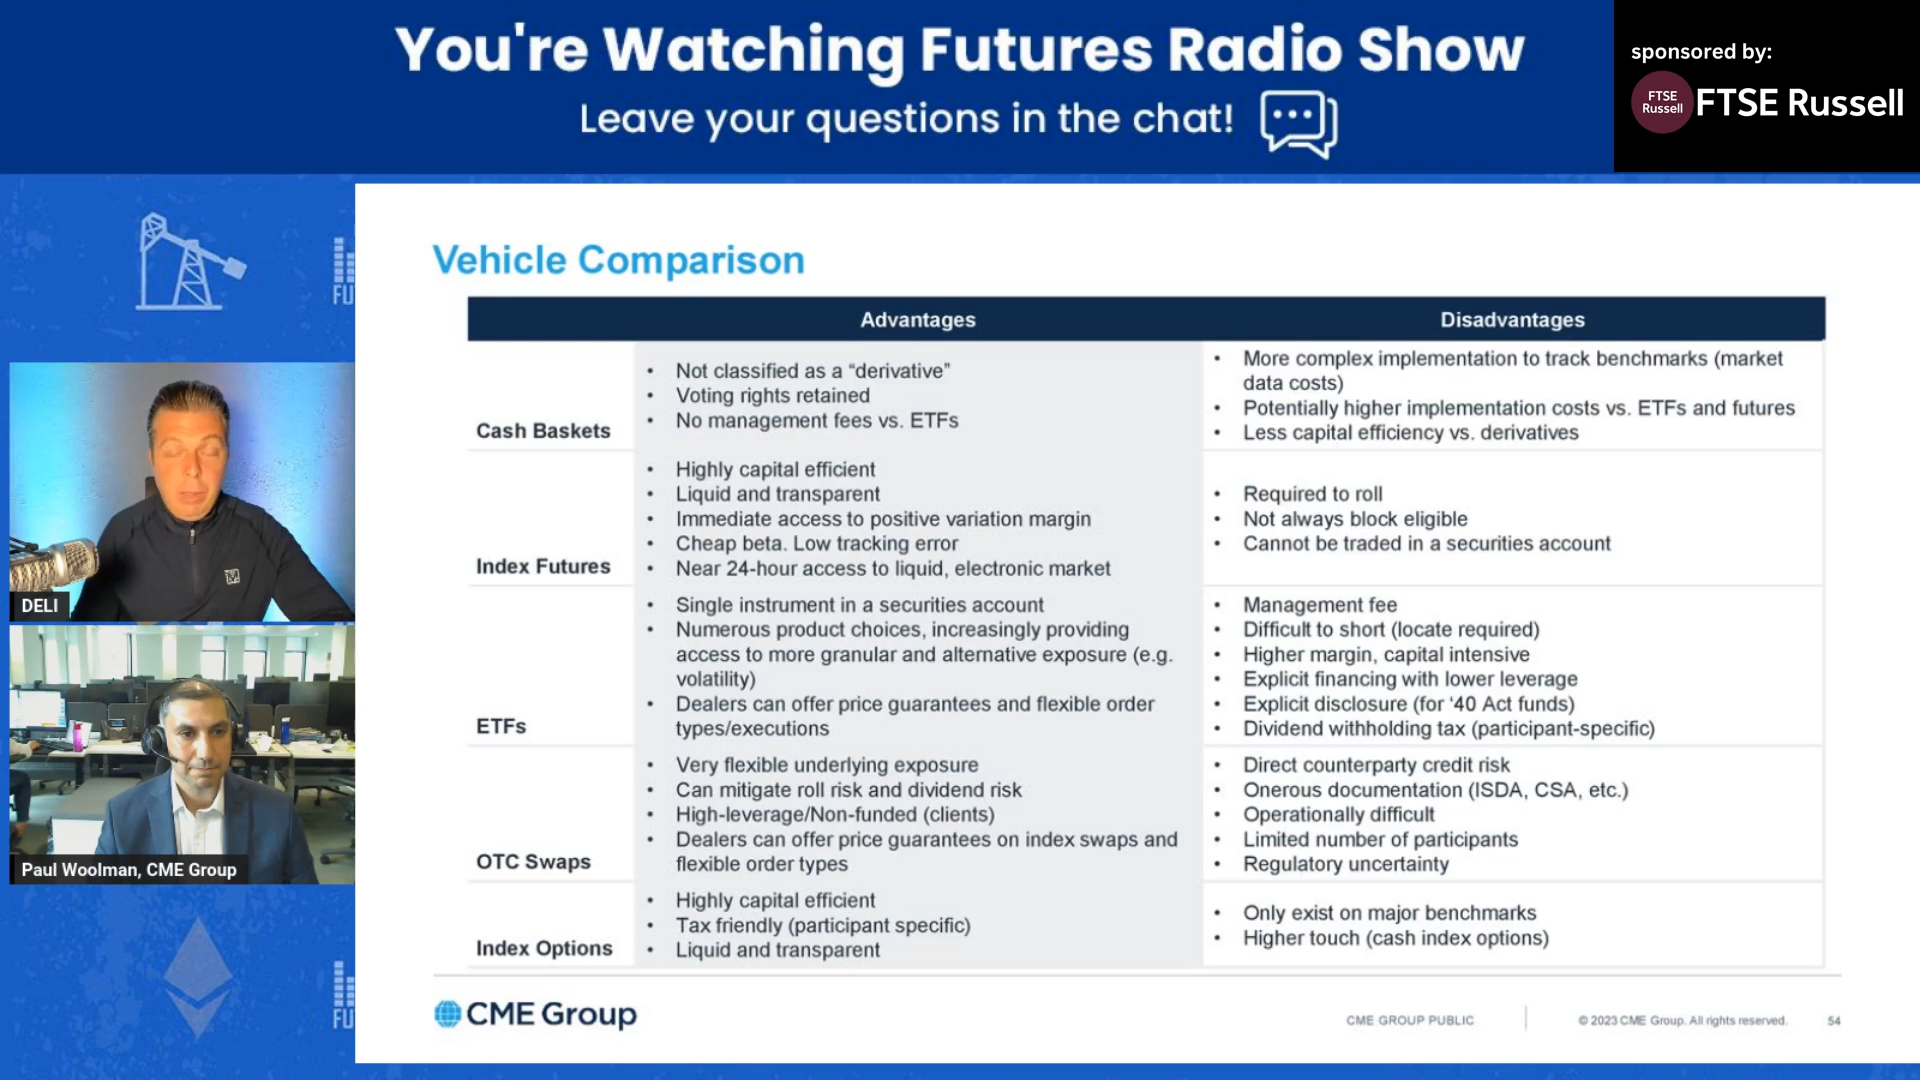 You're Watching Futures Radio Show
Leave your questions in the chat!
sponsored by:
FTSE
Russell
FTSE Russell
FU
DELI
Paul Woolman, CME Group
FU
Vehicle Comparison
Advantages
Disadvantages
Cash Baskets
• Not classified as a “derivative”
• Voting rights retained
• No management fees vs. ETFs
• More complex implementation to track benchmarks (market
data costs)
• Potentially higher implementation costs vs. ETFs and futures
• Less capital efficiency vs. derivatives
Index Futures
• Highly capital efficient
• Liquid and transparent
• Immediate access to positive variation margin
• Cheap beta. Low tracking error
• Near 24-hour access to liquid, electronic market
• Required to roll
• Not always block eligible
• Cannot be traded in a securities account
ETFs
• Single instrument in a securities account
• Numerous product choices, increasingly providing
access to more granular and alternative exposure (e.g.
volatility)
• Dealers can offer price guarantees and flexible order
types/executions
• Management fee
• Difficult to short (locate required)
• Higher margin, capital intensive
• Explicit financing with lower leverage
• Explicit disclosure (for ‘40 Act funds)
• Dividend withholding tax (participant-specific)
OTC Swaps
• Very flexible underlying exposure
• Can mitigate roll risk and dividend risk
• High-leverage/Non-funded (clients)
• Dealers can offer price guarantees on index swaps and
flexible order types
• Direct counterparty credit risk
• Onerous documentation (ISDA, CSA, etc.)
• Operationally difficult
• Limited number of participants
• Regulatory uncertainty
Index Options
• Highly capital efficient
• Tax friendly (participant specific)
• Liquid and transparent
• Only exist on major benchmarks
• Higher touch (cash index options)
CME Group
CME GROUP PUBLIC
© 2023 CME Group. All rights reserved.
54